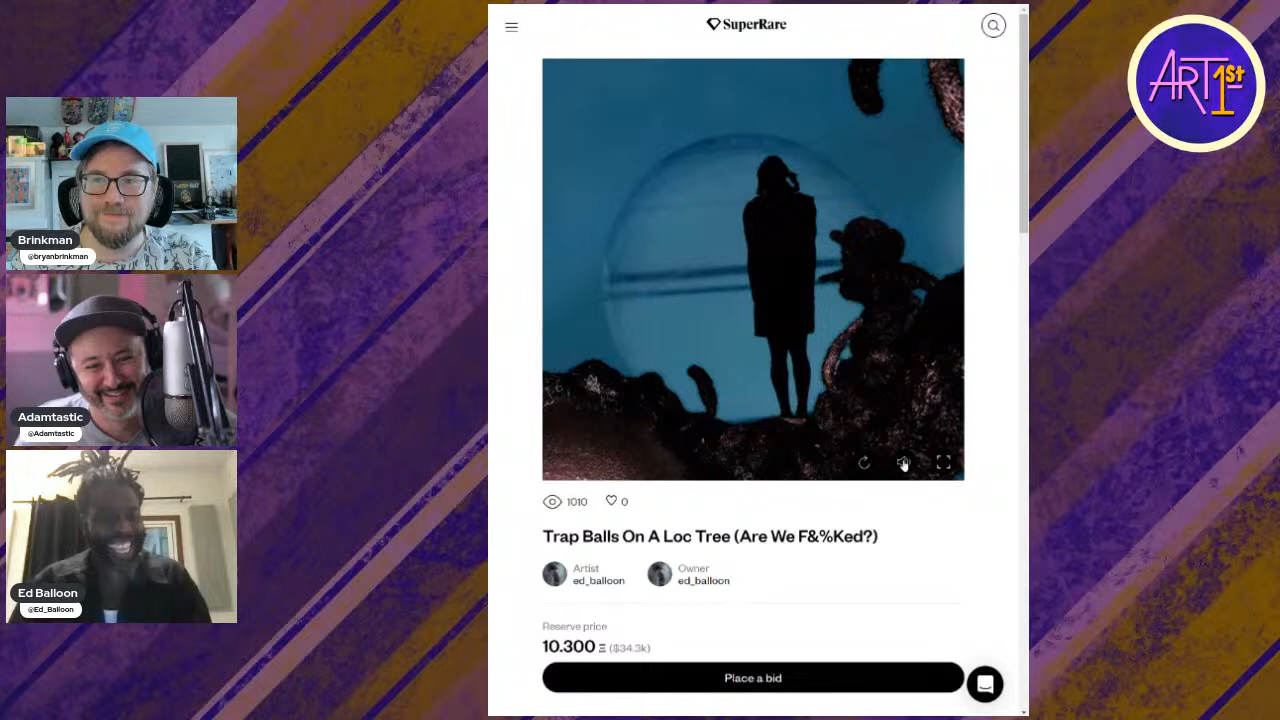 SuperRare
ART 1st
Brinkman
@bryanbrinkman
Adamtastic
@Adamtastic
Ed Balloon
@Ed_Balloon
1010
0
Trap Balls On A Loc Tree (Are We F&%Ked?)
Artist
ed_balloon
Owner
ed_balloon
Reserve price
10.300 Ξ ($34.3k)
Place a bid